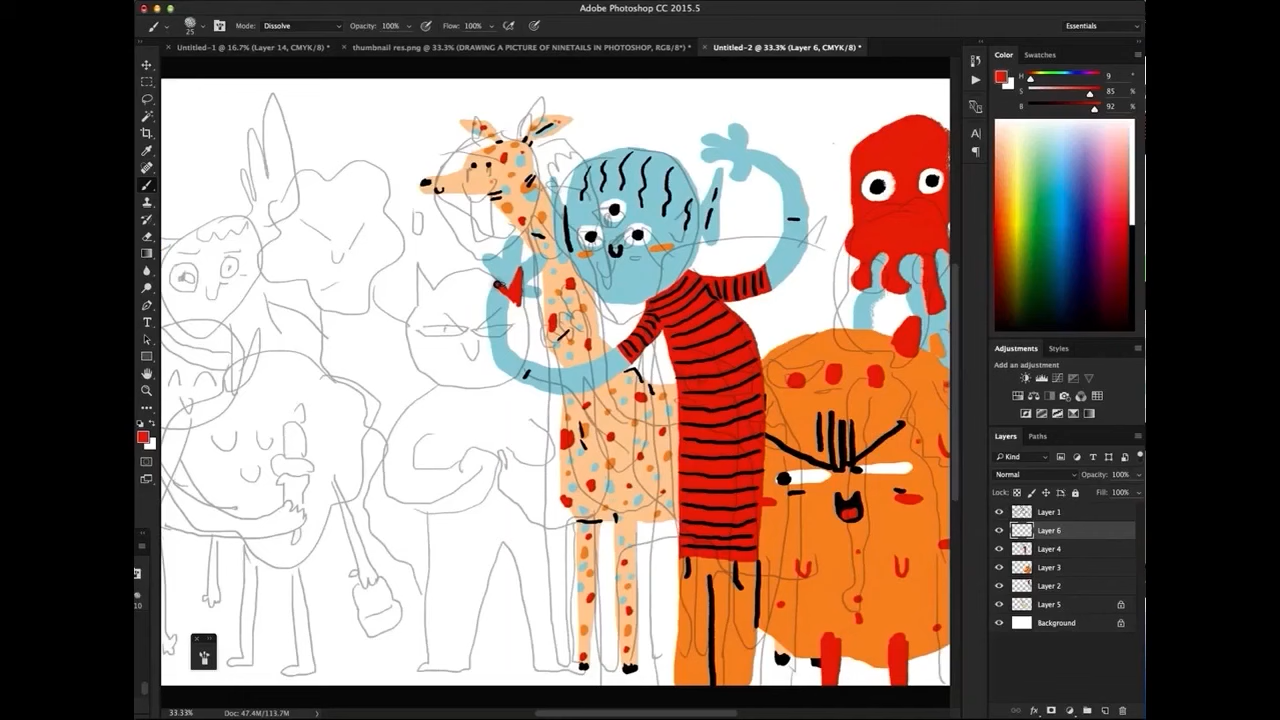 Adobe Photoshop CC 2015.5
25
Mode: Dissolve
Opacity: 100%
Flow: 100%
Essentials
Untitled-1 @ 16.7% (Layer 14, CMYK/8) *
thumbnail res.png @ 33.3% (DRAWING A PICTURE OF NINETAILS IN PHOTOSHOP, RGB/8*) *
Untitled-2 @ 33.3% (Layer 6, CMYK/8) *
Color
Swatches
H 9 °
S 85 %
B 92 %
Adjustments
Styles
Add an adjustment
Layers
Paths
Kind
Normal
Opacity: 100%
Lock:
Fill: 100%
Layer 1
Layer 6
Layer 4
Layer 3
Layer 2
Layer 5
Background
10
33.33%
Doc: 47.4M/113.7M
fx